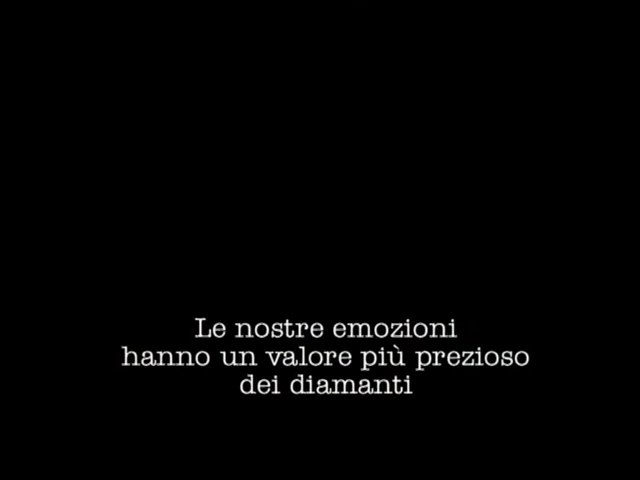 Le nostre emozioni
hanno un valore più prezioso
dei diamanti